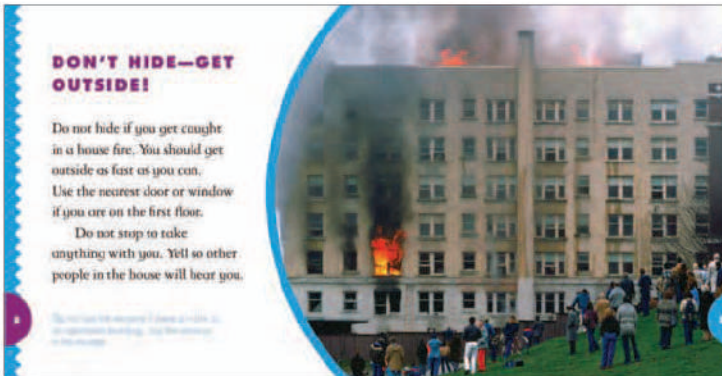 DON'T HIDE—GET
OUTSIDE!
Do not hide if you get caught
in a house fire. You should get
outside as fast as you can.
Use the nearest door or window
if you are on the first floor.
Do not stop to take
anything with you. Yell so other
people in the house will hear you.
8